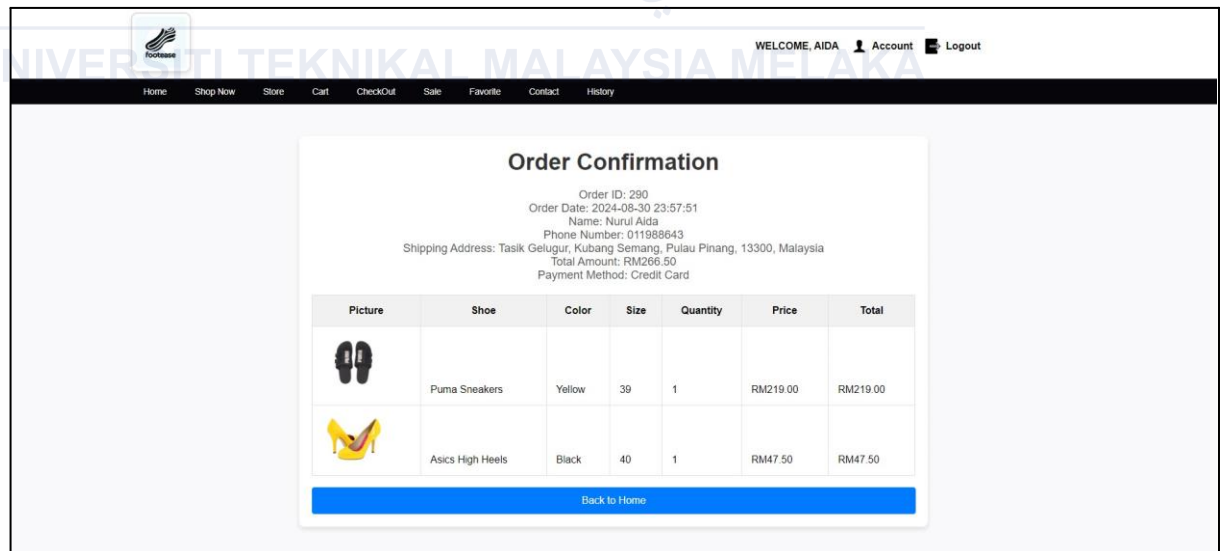 footease
WELCOME, AIDA Account Logout
UNIVERSITI TEKNIKAL MALAYSIA MELAKA
Home Shop Now Store Cart CheckOut Sale Favorite Contact History
Order Confirmation
Order ID: 290
Order Date: 2024-08-30 23:57:51
Name: Nurul Aida
Phone Number: 011988643
Shipping Address: Tasik Gelugur, Kubang Semang, Pulau Pinang, 13300, Malaysia
Total Amount: RM266.50
Payment Method: Credit Card
Picture Shoe Color Size Quantity Price Total
Puma Sneakers Yellow 39 1 RM219.00 RM219.00
Asics High Heels Black 40 1 RM47.50 RM47.50
Back to Home